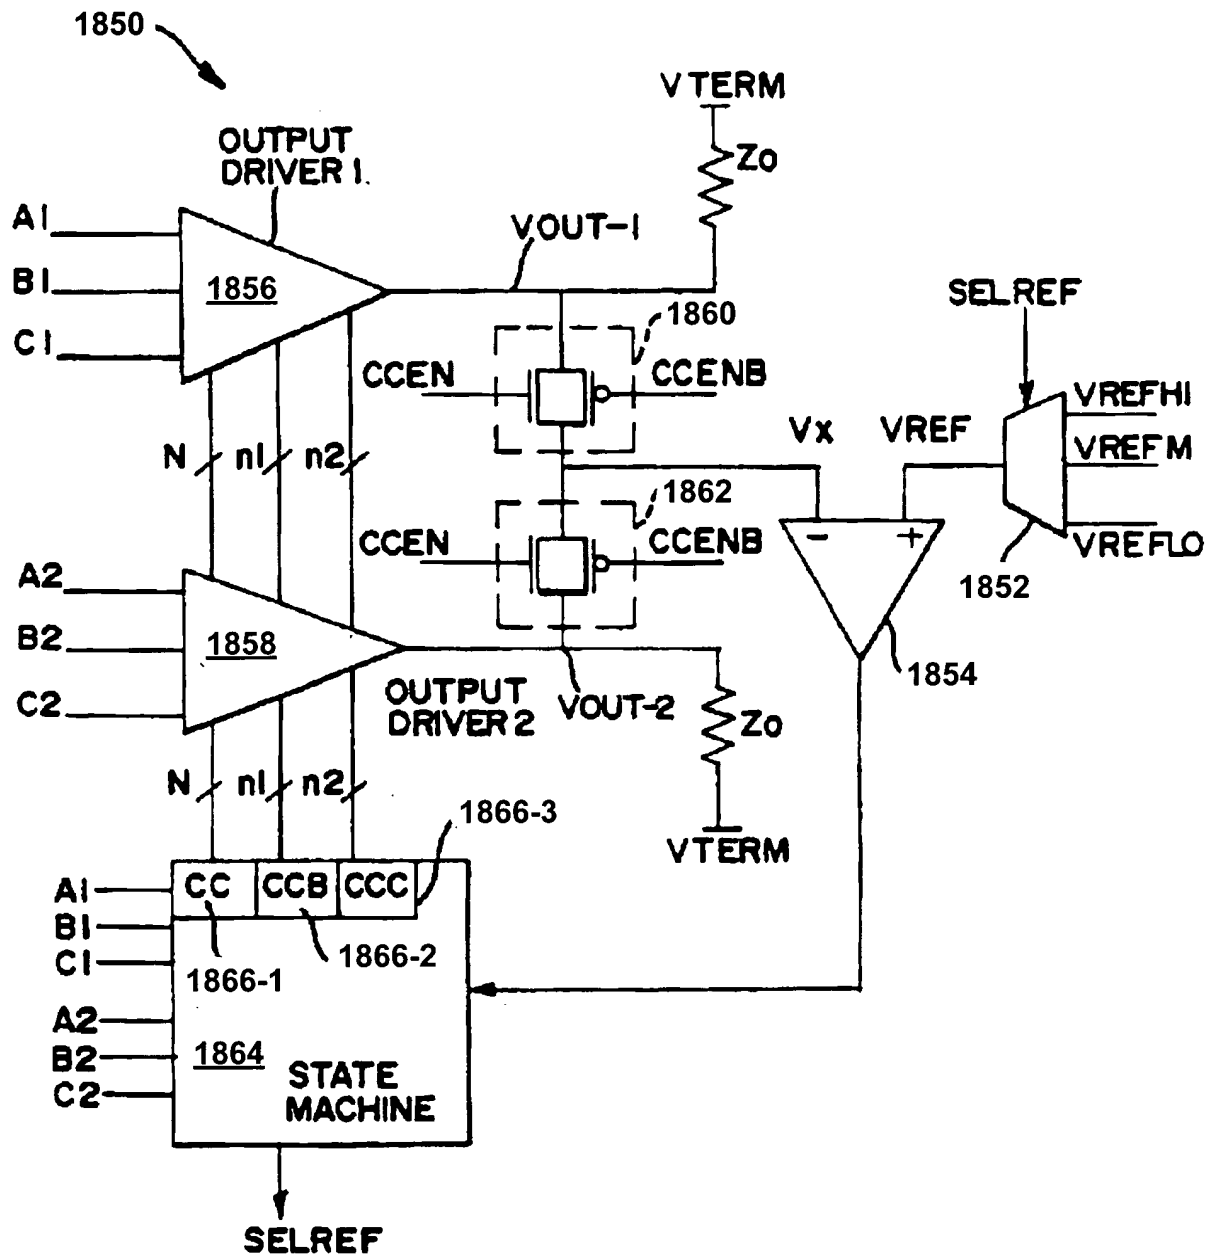 1850
VTERM
OUTPUT
DRIVER 1.
Zo
A1
VOUT-1
B1
1856
SELREF
1860
C1
CCEN
CCENB
VREFHI
N
n1
n2
Vx
VREF
VREFM
1862
CCEN
CCENB
-
+
VREFLO
A2
1852
B2
1858
1854
C2
OUTPUT
DRIVER 2
VOUT-2
Zo
N
n1
n2
1866-3
VTERM
A1
CC
CCB
CCC
B1
1866-2
C1
1866-1
A2
B2
1864
STATE
MACHINE
C2
SELREF